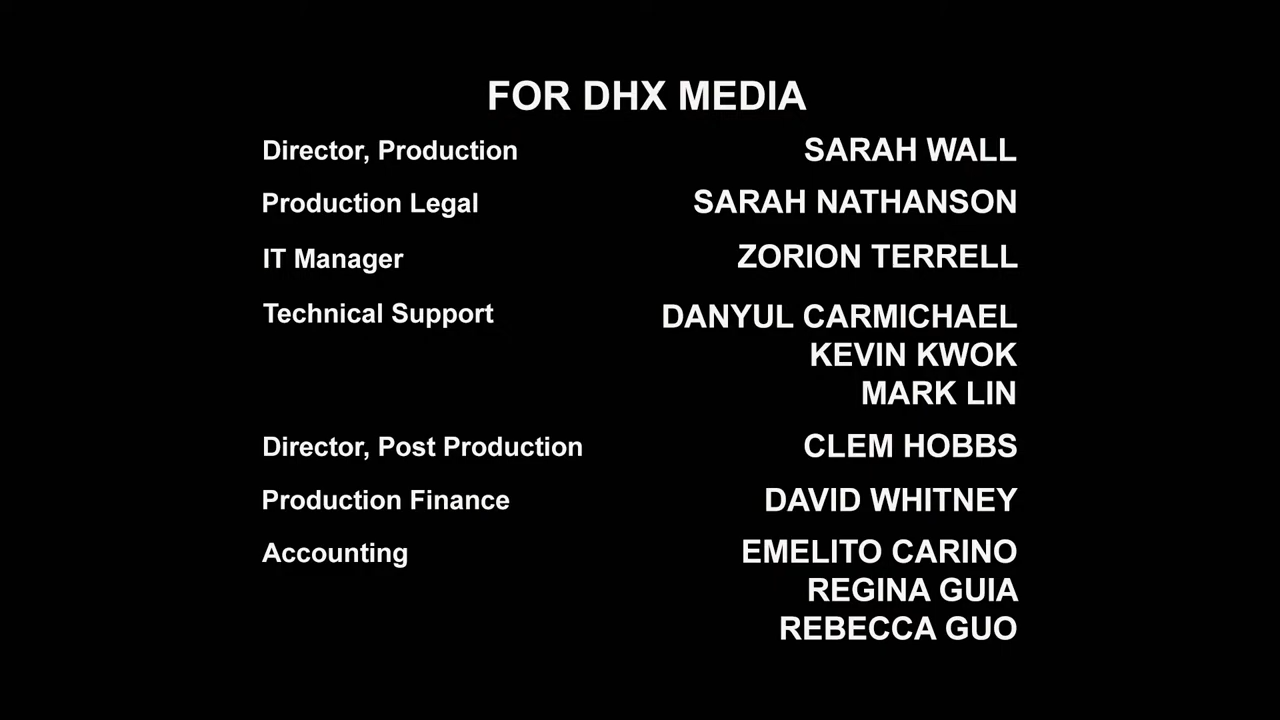 FOR DHX MEDIA
Director, Production SARAH WALL
Production Legal SARAH NATHANSON
IT Manager ZORION TERRELL
Technical Support DANYUL CARMICHAEL
KEVIN KWOK
MARK LIN
Director, Post Production CLEM HOBBS
Production Finance DAVID WHITNEY
Accounting EMELITO CARINO
REGINA GUIA
REBECCA GUO